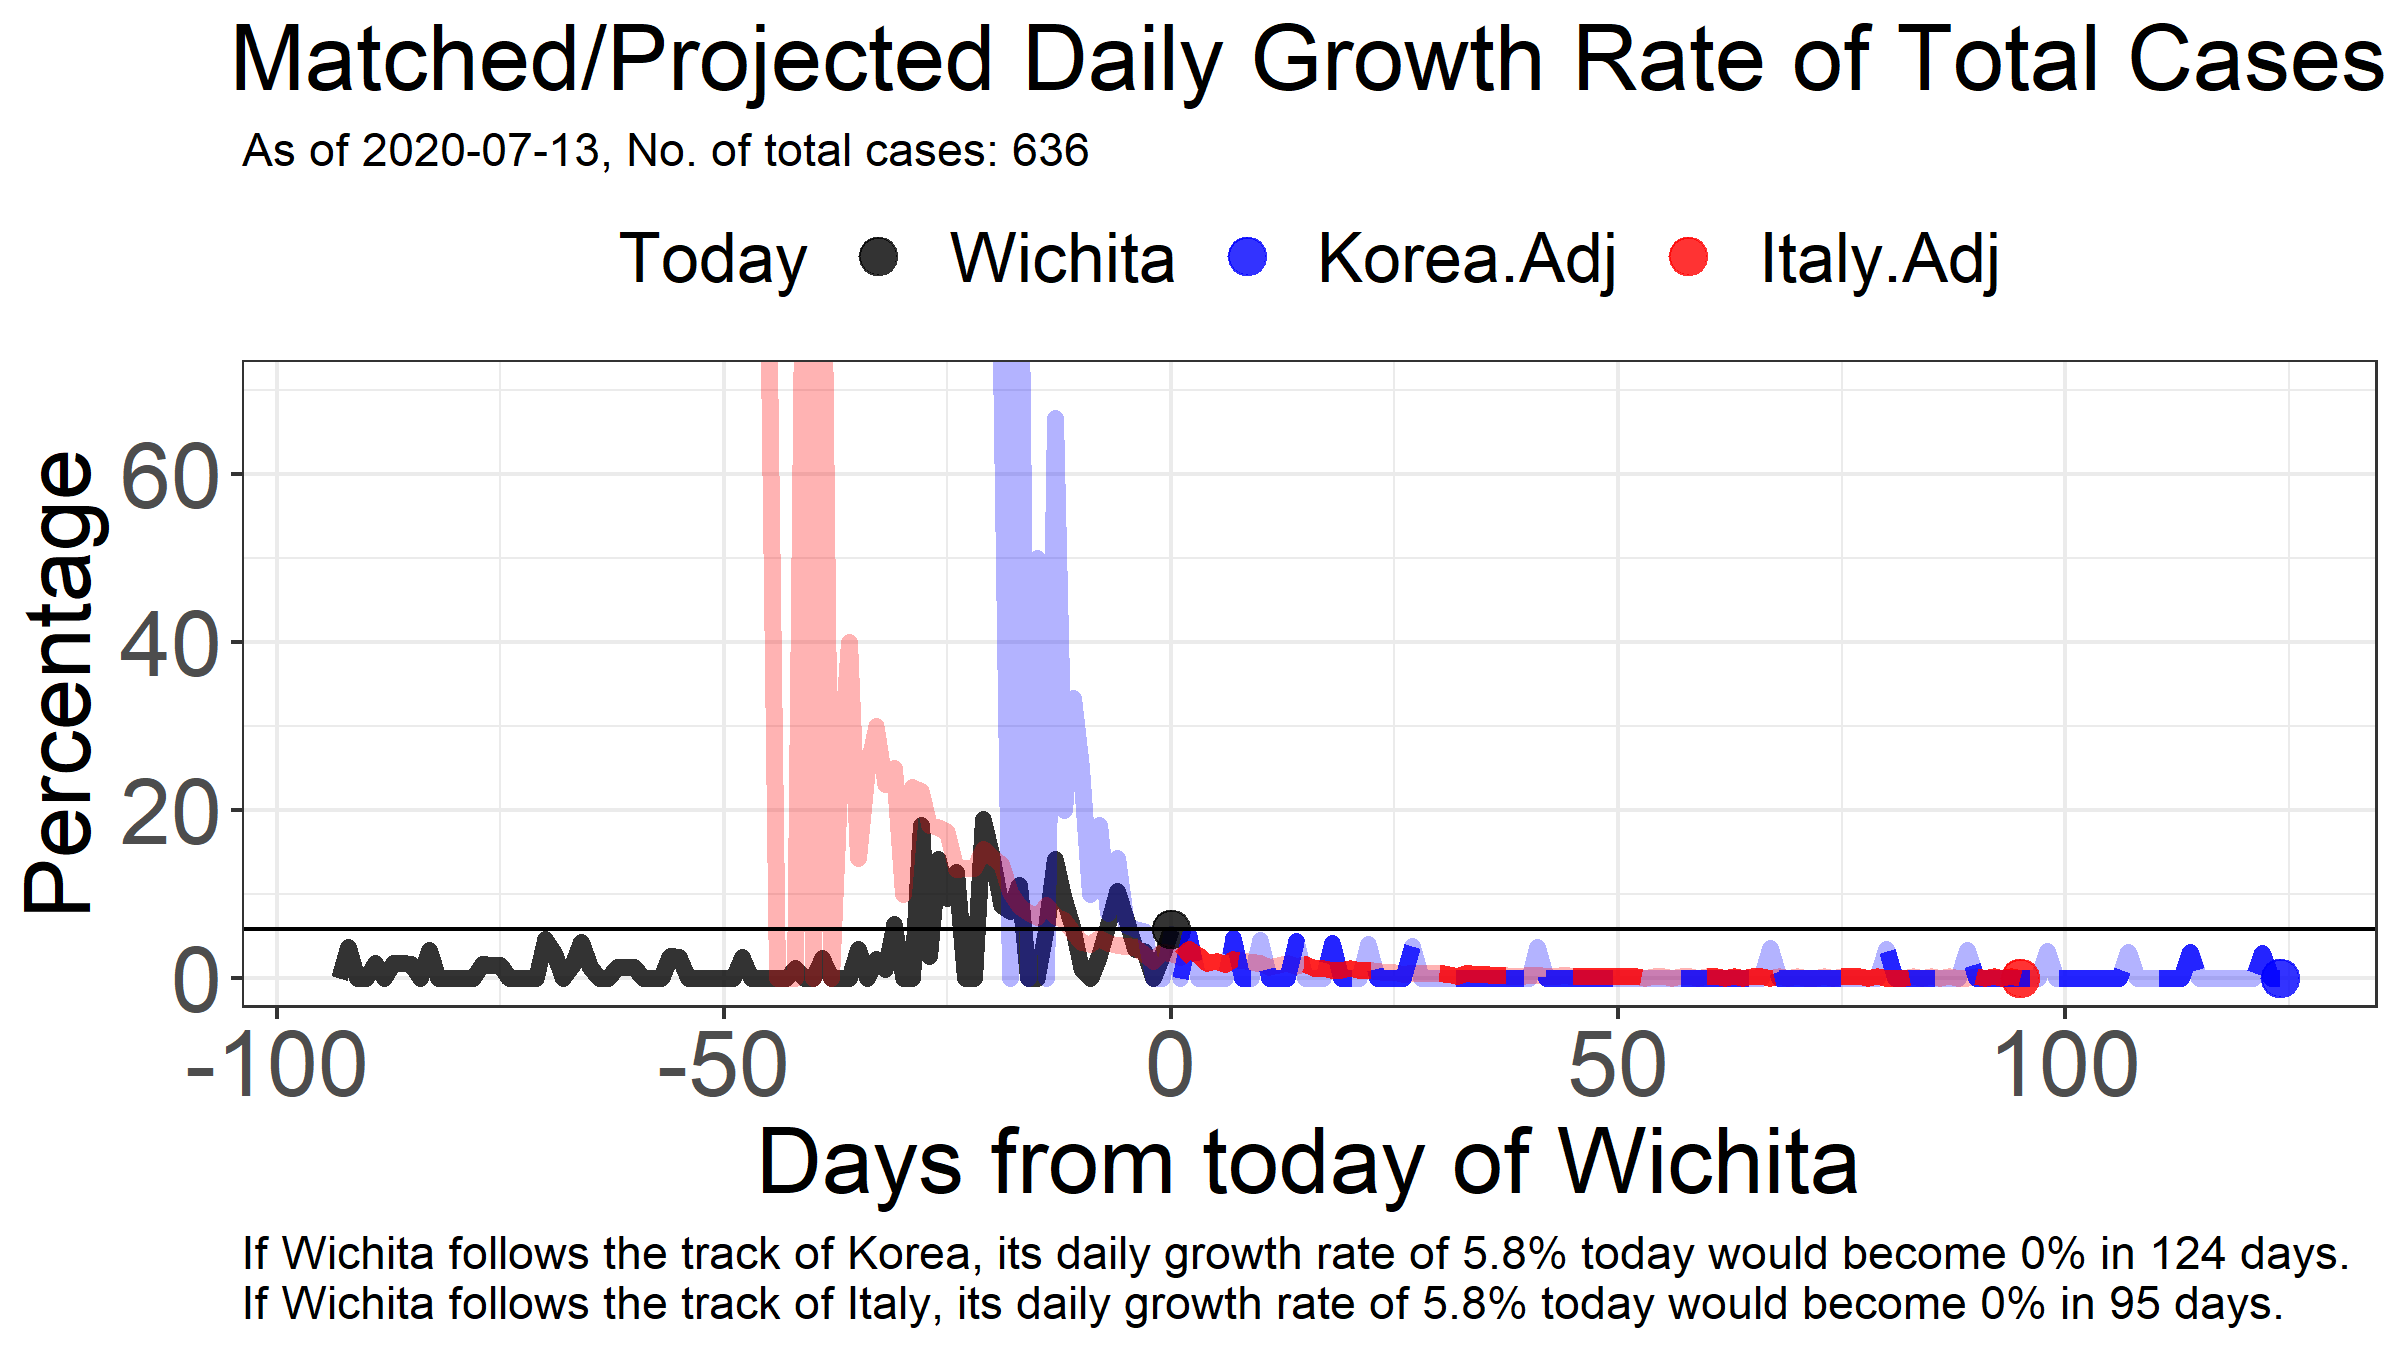 Matched/Projected Daily Growth Rate of Total Cases
As of 2020-07-13, No. of total cases: 636
Today Wichita Korea.Adj Italy.Adj
Percentage
60
40
20
0
-100 -50 0 50 100
Days from today of Wichita
If Wichita follows the track of Korea, its daily growth rate of 5.8% today would become 0% in 124 days.
If Wichita follows the track of Italy, its daily growth rate of 5.8% today would become 0% in 95 days.